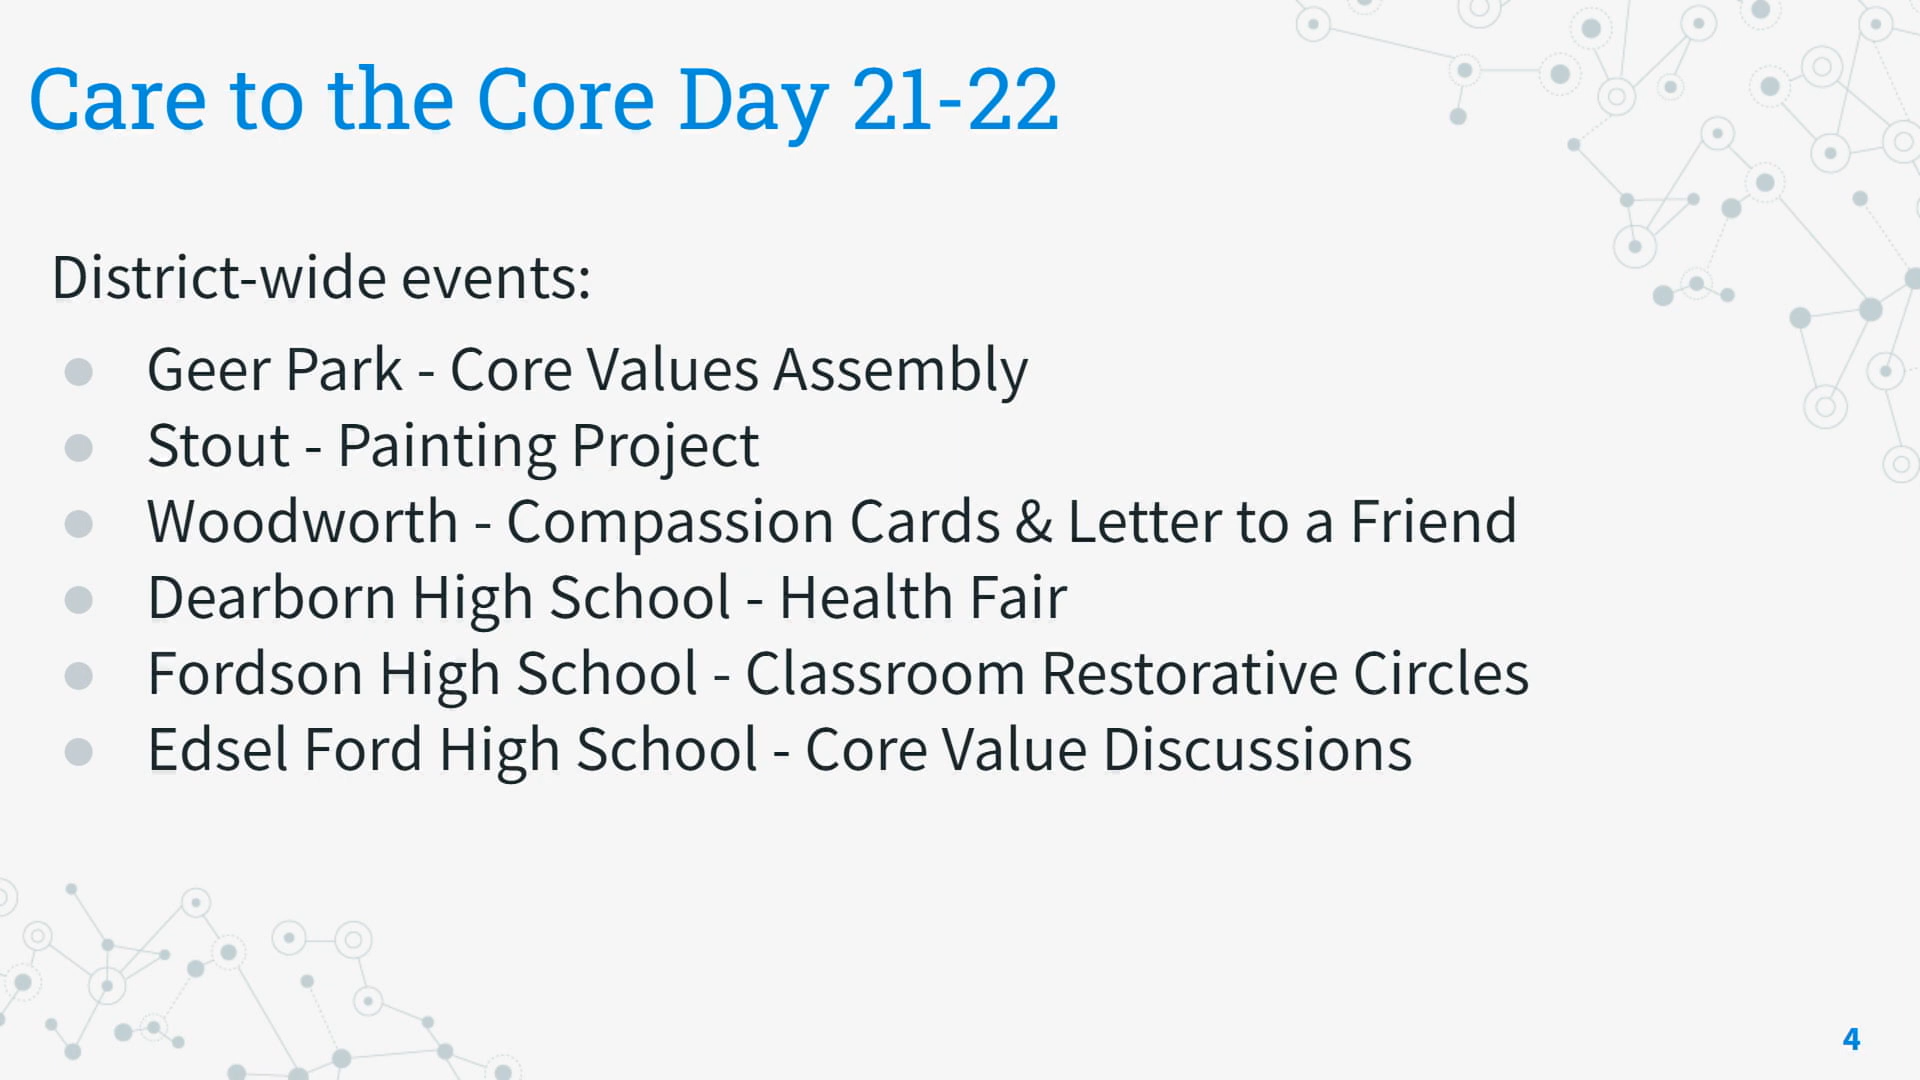 Care to the Core Day 21-22
District-wide events:
● Geer Park - Core Values Assembly
● Stout - Painting Project
● Woodworth - Compassion Cards & Letter to a Friend
● Dearborn High School - Health Fair
● Fordson High School - Classroom Restorative Circles
● Edsel Ford High School - Core Value Discussions
4